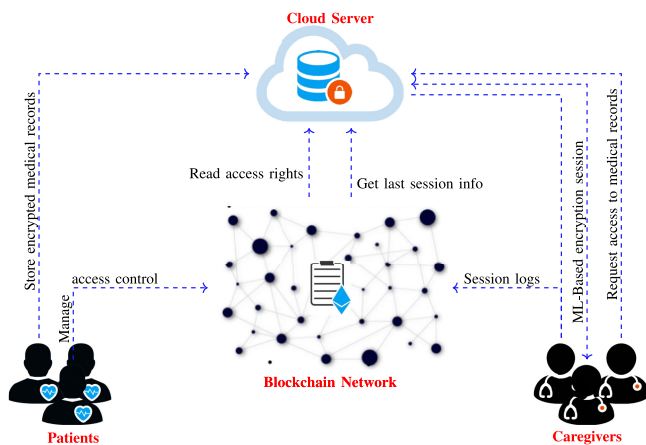 Cloud Server
Store encrypted medical records
Read access rights
Get last session info
ML-Based encryption session
Request access to medical records
Manage
access control
Session logs
Blockchain Network
Patients
Caregivers